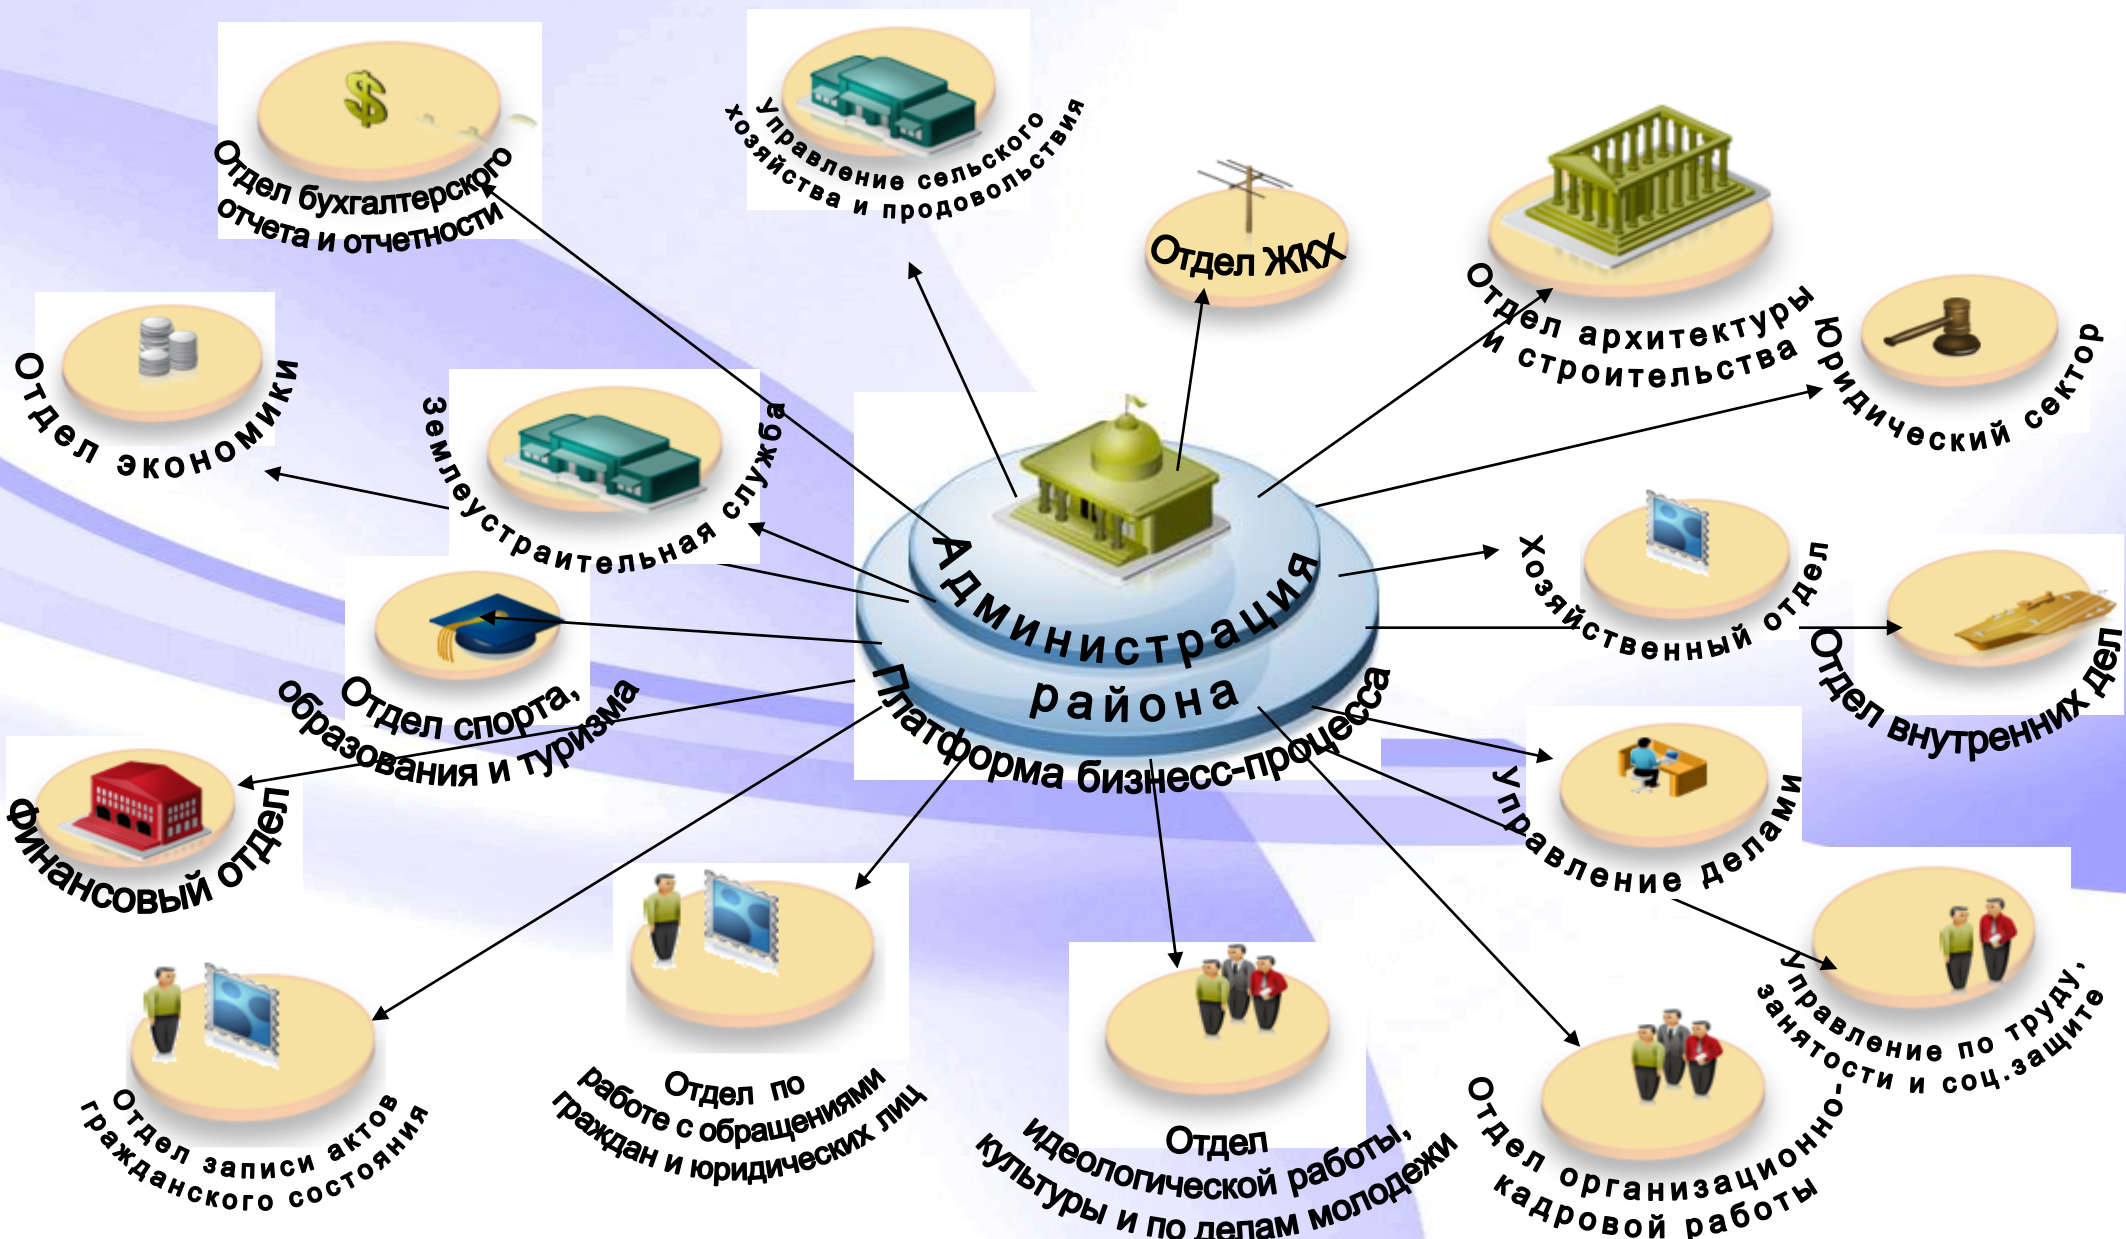 Отдел бухгалтерского
отчета и отчетности
Управление сельского
хозяйства и продовольствия
Отдел ЖКХ
Отдел архитектуры
и строительства
Юридический сектор
Отдел экономики
Землеустраительная служба
Хозяйственный отдел
Отдел внутренних дел
Администрация
района
Платформа бизнесс-процесса
Отдел спорта,
образования и туризма
Финансовый отдел
Управление делами
Управление по труду,
занятости и соц.защите
Отдел записи актов
гражданского состояния
Отдел по
работе с обращениями
граждан и юридических лиц
Отдел
идеологической работы,
культуры и по делам молодежи
Отдел организационно-
кадровой работы